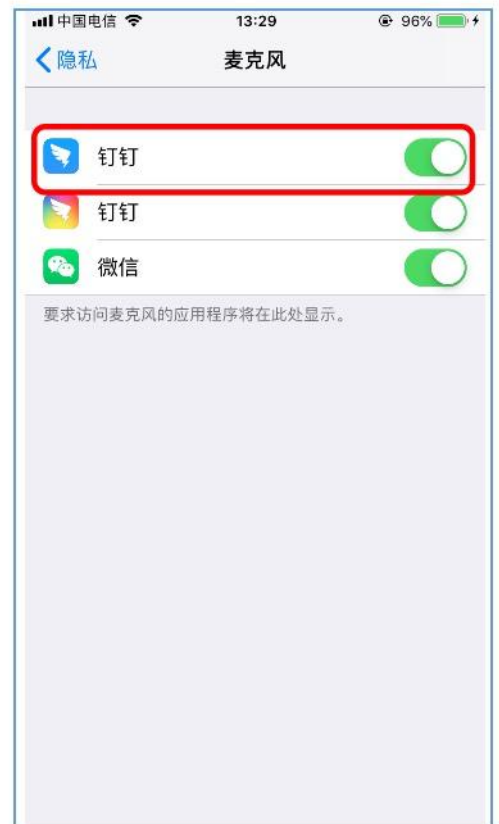 中国电信 13:29 96%
隐私 麦克风
钉钉
钉钉
微信
要求访问麦克风的应用程序将在此处显示。